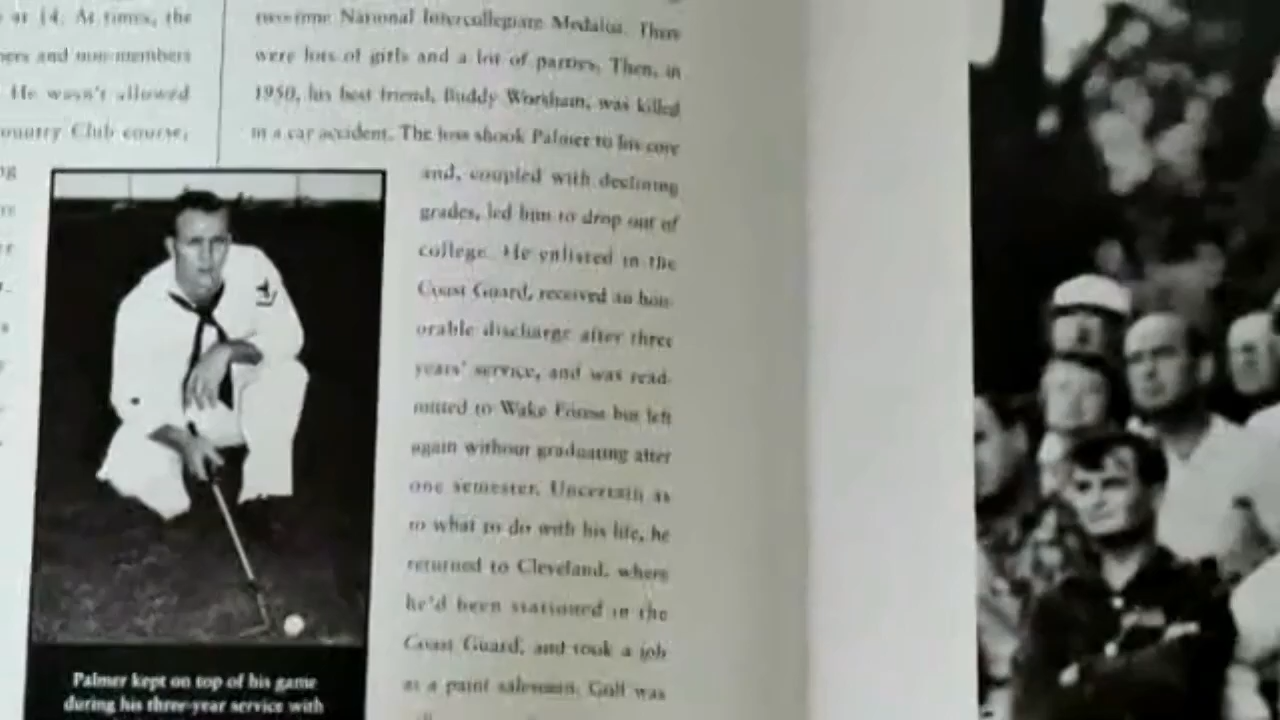 at 14. At times, the
and non-members
He wasn't allowed
Country Club course,
two-time National Intercollegiate Medalist. There
were lots of girls and a lot of parties. Then, in
1950, his best friend, Buddy Worsham, was killed
in a car accident. The loss shook Palmer to his core
and, coupled with declining
grades, led him to drop out of
college. He enlisted in the
Coast Guard, received an hon-
orable discharge after three
years' service, and was read-
mitted to Wake Forest but left
again without graduating after
one semester. Uncertain as
to what to do with his life, he
returned to Cleveland, where
he'd been stationed in the
Coast Guard, and took a job
as a paint salesman. Golf was
Palmer kept on top of his game
during his three-year service with